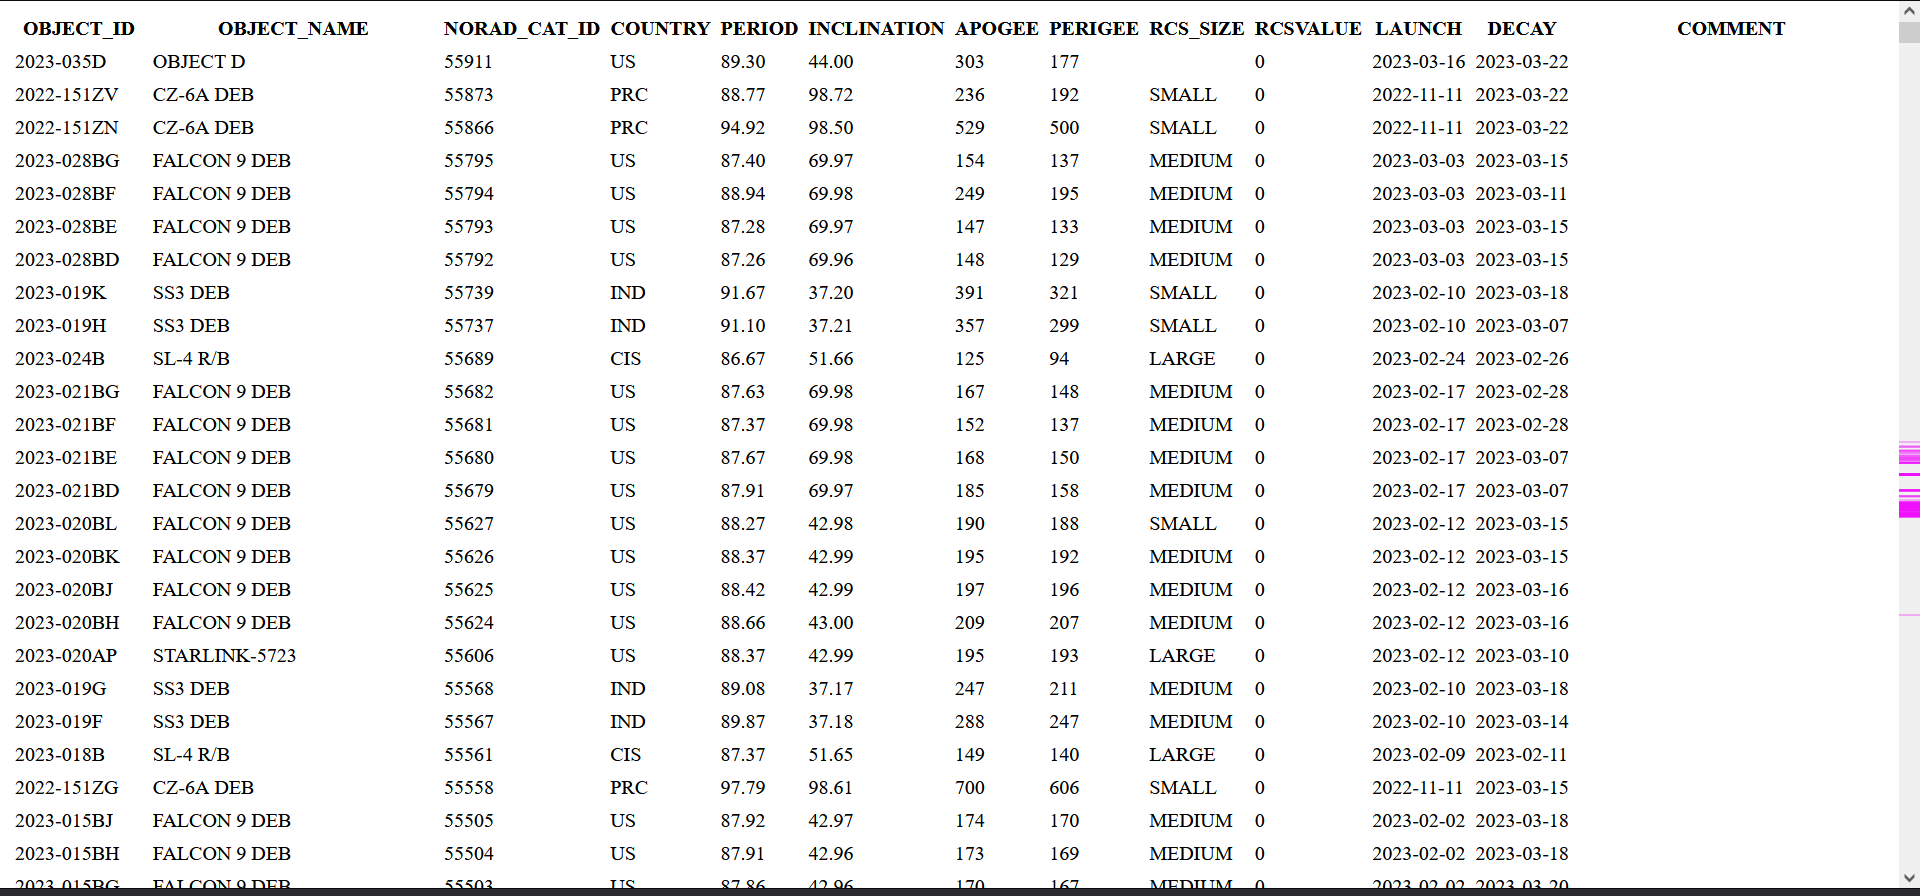 OBJECT_ID OBJECT_NAME NORAD_CAT_ID COUNTRY PERIOD INCLINATION APOGEE PERIGEE RCS_SIZE RCSVALUE LAUNCH DECAY COMMENT
2023-035D OBJECT D 55911 US 89.30 44.00 303 177 0 2023-03-16 2023-03-22
2022-151ZV CZ-6A DEB 55873 PRC 88.77 98.72 236 192 SMALL 0 2022-11-11 2023-03-22
2022-151ZN CZ-6A DEB 55866 PRC 94.92 98.50 529 500 SMALL 0 2022-11-11 2023-03-22
2023-028BG FALCON 9 DEB 55795 US 87.40 69.97 154 137 MEDIUM 0 2023-03-03 2023-03-15
2023-028BF FALCON 9 DEB 55794 US 88.94 69.98 249 195 MEDIUM 0 2023-03-03 2023-03-11
2023-028BE FALCON 9 DEB 55793 US 87.28 69.97 147 133 MEDIUM 0 2023-03-03 2023-03-15
2023-028BD FALCON 9 DEB 55792 US 87.26 69.96 148 129 MEDIUM 0 2023-03-03 2023-03-15
2023-019K SS3 DEB 55739 IND 91.67 37.20 391 321 SMALL 0 2023-02-10 2023-03-18
2023-019H SS3 DEB 55737 IND 91.10 37.21 357 299 SMALL 0 2023-02-10 2023-03-07
2023-024B SL-4 R/B 55689 CIS 86.67 51.66 125 94 LARGE 0 2023-02-24 2023-02-26
2023-021BG FALCON 9 DEB 55682 US 87.63 69.98 167 148 MEDIUM 0 2023-02-17 2023-02-28
2023-021BF FALCON 9 DEB 55681 US 87.37 69.98 152 137 MEDIUM 0 2023-02-17 2023-02-28
2023-021BE FALCON 9 DEB 55680 US 87.67 69.98 168 150 MEDIUM 0 2023-02-17 2023-03-07
2023-021BD FALCON 9 DEB 55679 US 87.91 69.97 185 158 MEDIUM 0 2023-02-17 2023-03-07
2023-020BL FALCON 9 DEB 55627 US 88.27 42.98 190 188 SMALL 0 2023-02-12 2023-03-15
2023-020BK FALCON 9 DEB 55626 US 88.37 42.99 195 192 MEDIUM 0 2023-02-12 2023-03-15
2023-020BJ FALCON 9 DEB 55625 US 88.42 42.99 197 196 MEDIUM 0 2023-02-12 2023-03-16
2023-020BH FALCON 9 DEB 55624 US 88.66 43.00 209 207 MEDIUM 0 2023-02-12 2023-03-16
2023-020AP STARLINK-5723 55606 US 88.37 42.99 195 193 LARGE 0 2023-02-12 2023-03-10
2023-019G SS3 DEB 55568 IND 89.08 37.17 247 211 MEDIUM 0 2023-02-10 2023-03-18
2023-019F SS3 DEB 55567 IND 89.87 37.18 288 247 MEDIUM 0 2023-02-10 2023-03-14
2023-018B SL-4 R/B 55561 CIS 87.37 51.65 149 140 LARGE 0 2023-02-09 2023-02-11
2022-151ZG CZ-6A DEB 55558 PRC 97.79 98.61 700 606 SMALL 0 2022-11-11 2023-03-15
2023-015BJ FALCON 9 DEB 55505 US 87.92 42.97 174 170 MEDIUM 0 2023-02-02 2023-03-18
2023-015BH FALCON 9 DEB 55504 US 87.91 42.96 173 169 MEDIUM 0 2023-02-02 2023-03-18
2023-015BG FALCON 9 DEB 55503 US 87.86 42.96 170 167 MEDIUM 0 2023-02-02 2023-03-20